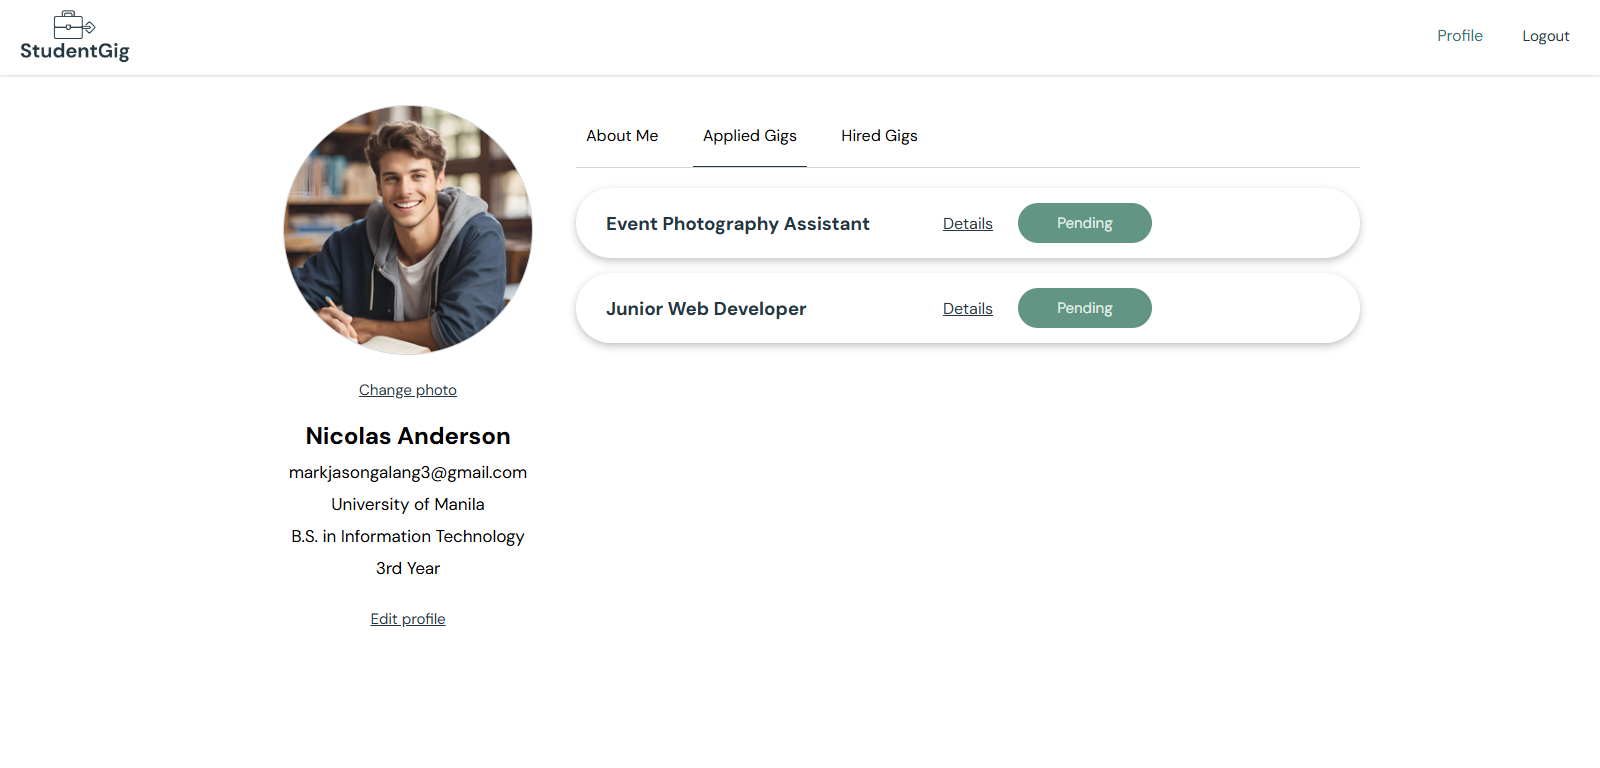 StudentGig
Profile
Logout
About Me
Applied Gigs
Hired Gigs
Event Photography Assistant
Details
Pending
Junior Web Developer
Details
Pending
Change photo
Nicolas Anderson
markjasongalang3@gmail.com
University of Manila
B.S. in Information Technology
3rd Year
Edit profile